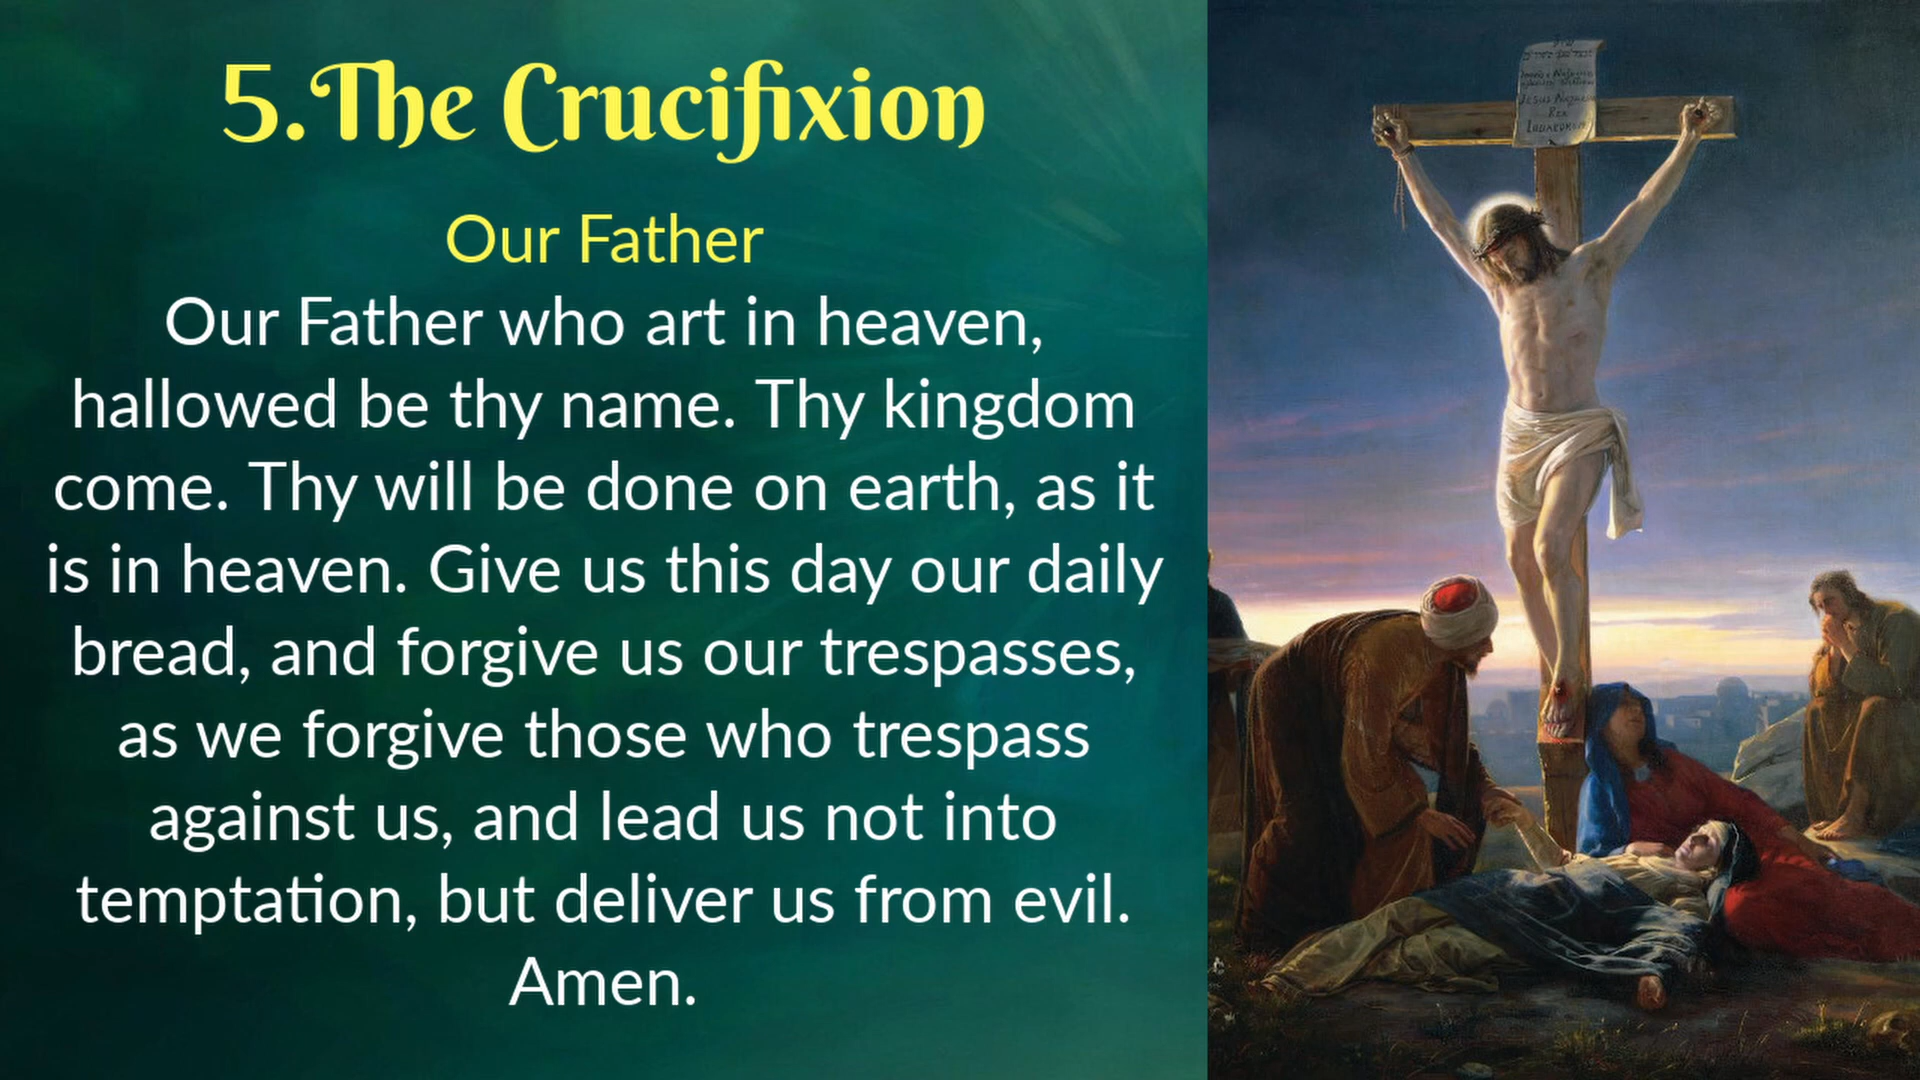 5.The Crucifixion
Our Father
Our Father who art in heaven,
hallowed be thy name. Thy kingdom
come. Thy will be done on earth, as it
is in heaven. Give us this day our daily
bread, and forgive us our trespasses,
as we forgive those who trespass
against us, and lead us not into
temptation, but deliver us from evil.
Amen.
Jesus
Rex